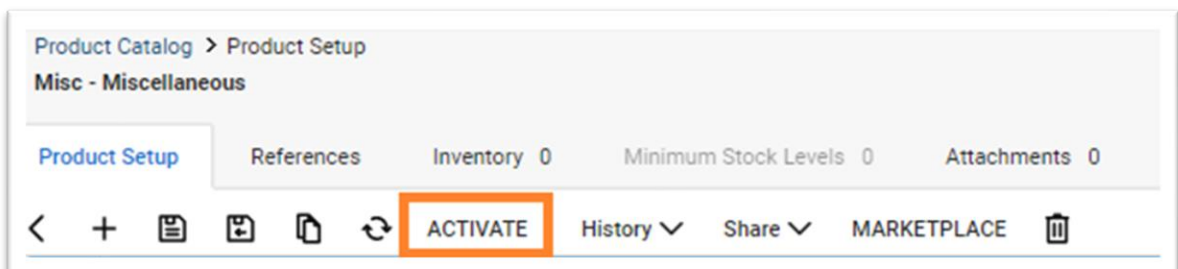 Product Catalog > Product Setup
Misc - Miscellaneous
Product Setup References Inventory 0 Minimum Stock Levels 0 Attachments 0
ACTIVATE History Share MARKETPLACE